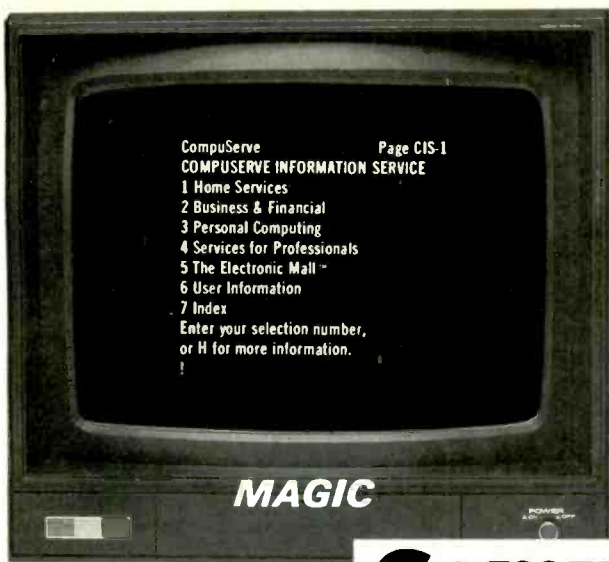 CompuServe Page CIS-1
COMPUSERVE INFORMATION SERVICE
1 Home Services
2 Business & Financial
3 Personal Computing
4 Services for Professionals
5 The Electronic Mall™
6 User Information
7 Index
Enter your selection number,
or H for more information.
!
MAGIC
POWER